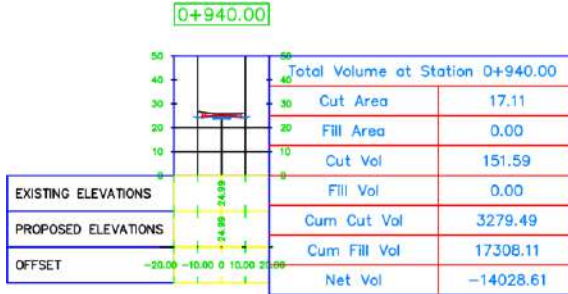 0+940.00
50 50
40 40
30 30
20 20
10 10
0 0
Total Volume at Station 0+940.00
Cut Area 17.11
Fill Area 0.00
Cut Vol 151.59
Fill Vol 0.00
Cum Cut Vol 3279.49
Cum Fill Vol 17308.11
Net Vol -14028.61
EXISTING ELEVATIONS 24.99
PROPOSED ELEVATIONS 24.99
OFFSET -20.00 -10.00 0 10.00 20.00